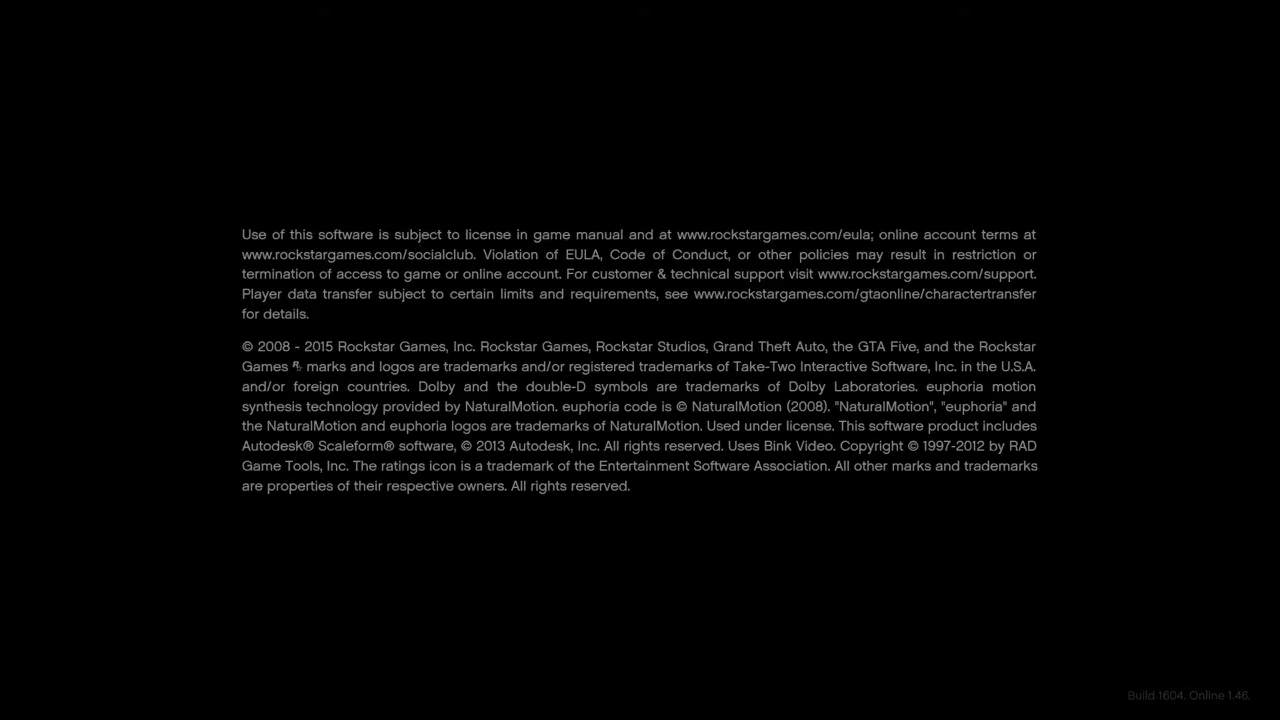 Use of this software is subject to license in game manual and at www.rockstargames.com/eula; online account terms at
www.rockstargames.com/socialclub. Violation of EULA, Code of Conduct, or other policies may result in restriction or
termination of access to game or online account. For customer & technical support visit www.rockstargames.com/support.
Player data transfer subject to certain limits and requirements, see www.rockstargames.com/gtaonline/charactertransfer
for details.
© 2008 - 2015 Rockstar Games, Inc. Rockstar Games, Rockstar Studios, Grand Theft Auto, the GTA Five, and the Rockstar
Games R* marks and logos are trademarks and/or registered trademarks of Take-Two Interactive Software, Inc. in the U.S.A.
and/or foreign countries. Dolby and the double-D symbols are trademarks of Dolby Laboratories. euphoria motion
synthesis technology provided by NaturalMotion. euphoria code is © NaturalMotion (2008). "NaturalMotion", "euphoria" and
the NaturalMotion and euphoria logos are trademarks of NaturalMotion. Used under license. This software product includes
Autodesk® Scaleform® software, © 2013 Autodesk, Inc. All rights reserved. Uses Bink Video. Copyright © 1997-2012 by RAD
Game Tools, Inc. The ratings icon is a trademark of the Entertainment Software Association. All other marks and trademarks
are properties of their respective owners. All rights reserved.
Build 1604. Online 1.46.